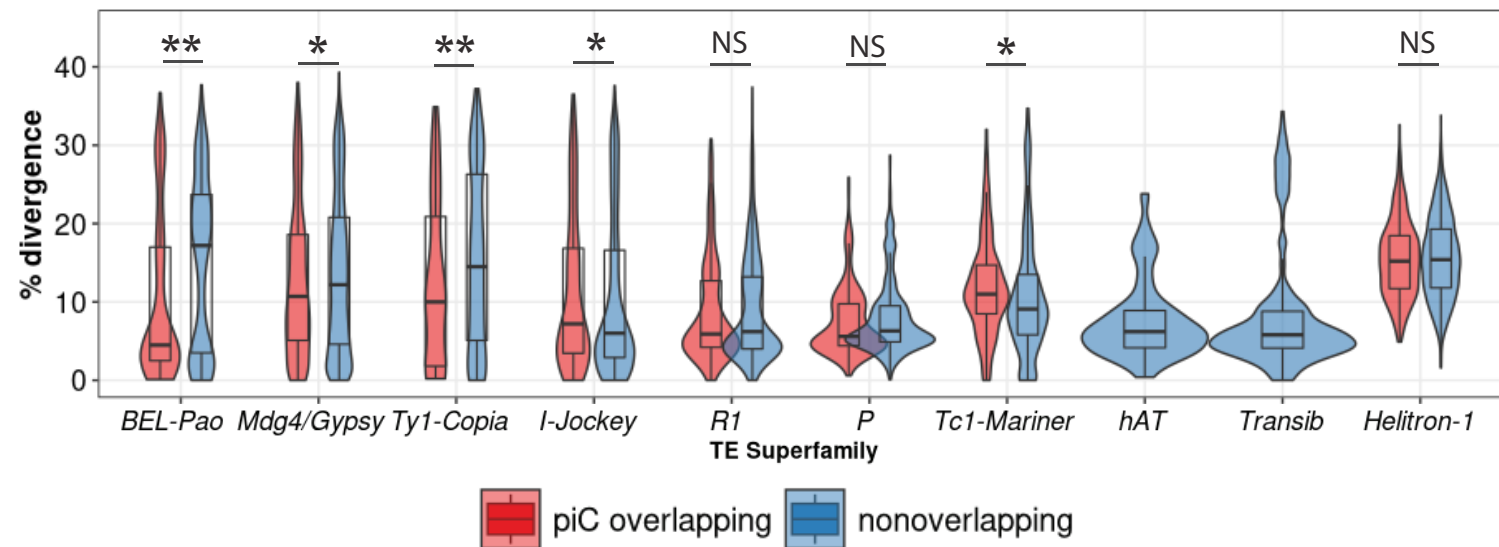 ** * ** * NS NS * NS
% divergence
40
30
20
10
0
BEL-Pao Mdg4/Gypsy Ty1-Copia I-Jockey R1 P Tc1-Mariner hAT Transib Helitron-1
TE Superfamily
piC overlapping nonoverlapping